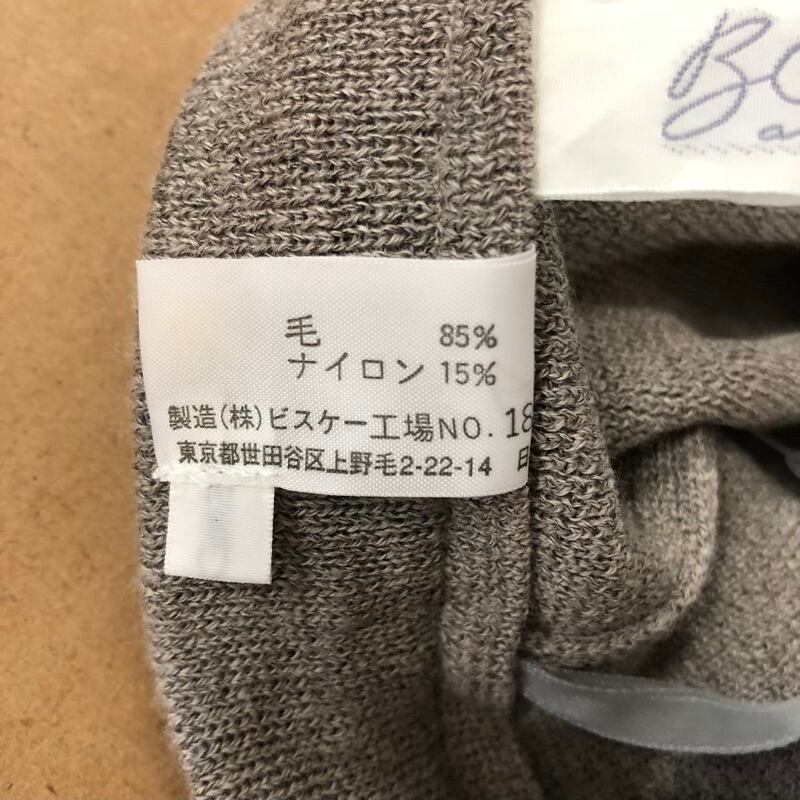 毛 85%
ナイロン 15%
製造(株)ビスケー工場NO. 18
東京都世田谷区上野毛2-22-14